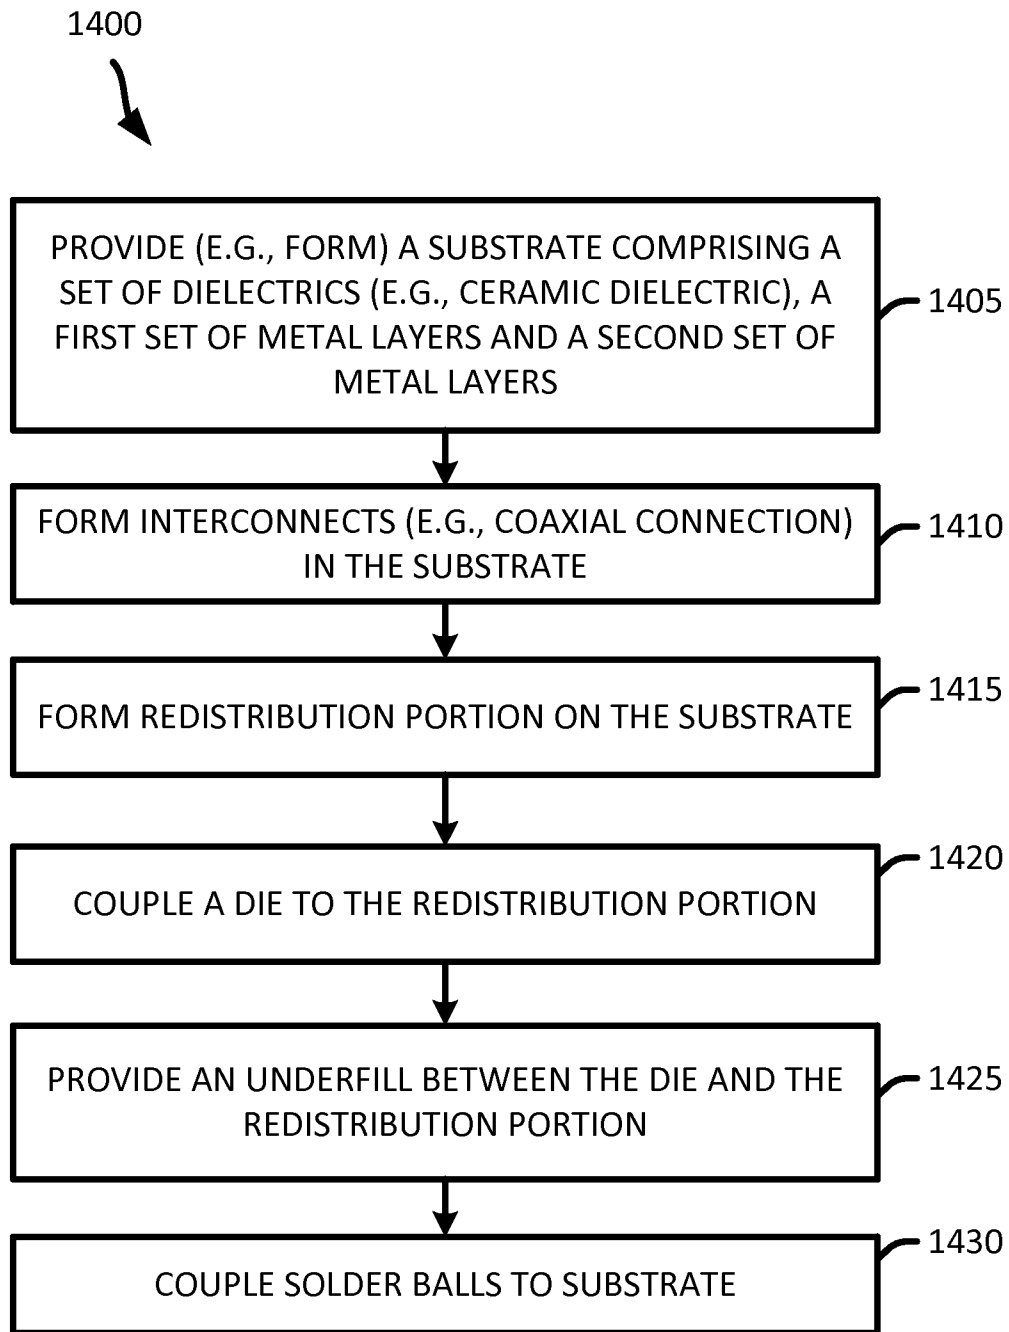 1400
PROVIDE (E.G., FORM) A SUBSTRATE COMPRISING A
SET OF DIELECTRICS (E.G., CERAMIC DIELECTRIC), A
FIRST SET OF METAL LAYERS AND A SECOND SET OF
METAL LAYERS
1405
FORM INTERCONNECTS (E.G., COAXIAL CONNECTION)
IN THE SUBSTRATE
1410
FORM REDISTRIBUTION PORTION ON THE SUBSTRATE
1415
COUPLE A DIE TO THE REDISTRIBUTION PORTION
1420
PROVIDE AN UNDERFILL BETWEEN THE DIE AND THE
REDISTRIBUTION PORTION
1425
COUPLE SOLDER BALLS TO SUBSTRATE
1430